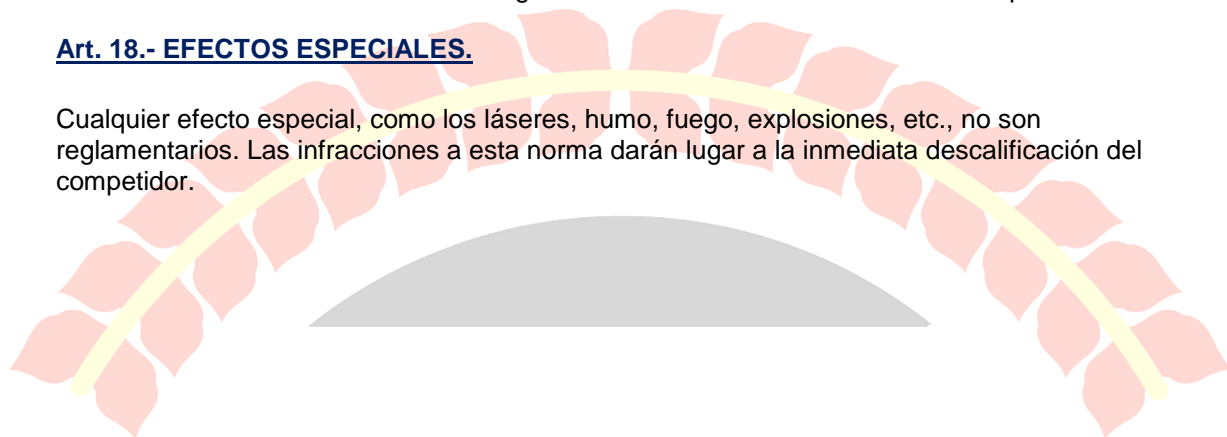 Art. 18.- EFECTOS ESPECIALES.
Cualquier efecto especial, como los láseres, humo, fuego, explosiones, etc., no son
reglamentarios. Las infracciones a esta norma darán lugar a la inmediata descalificación del
competidor.